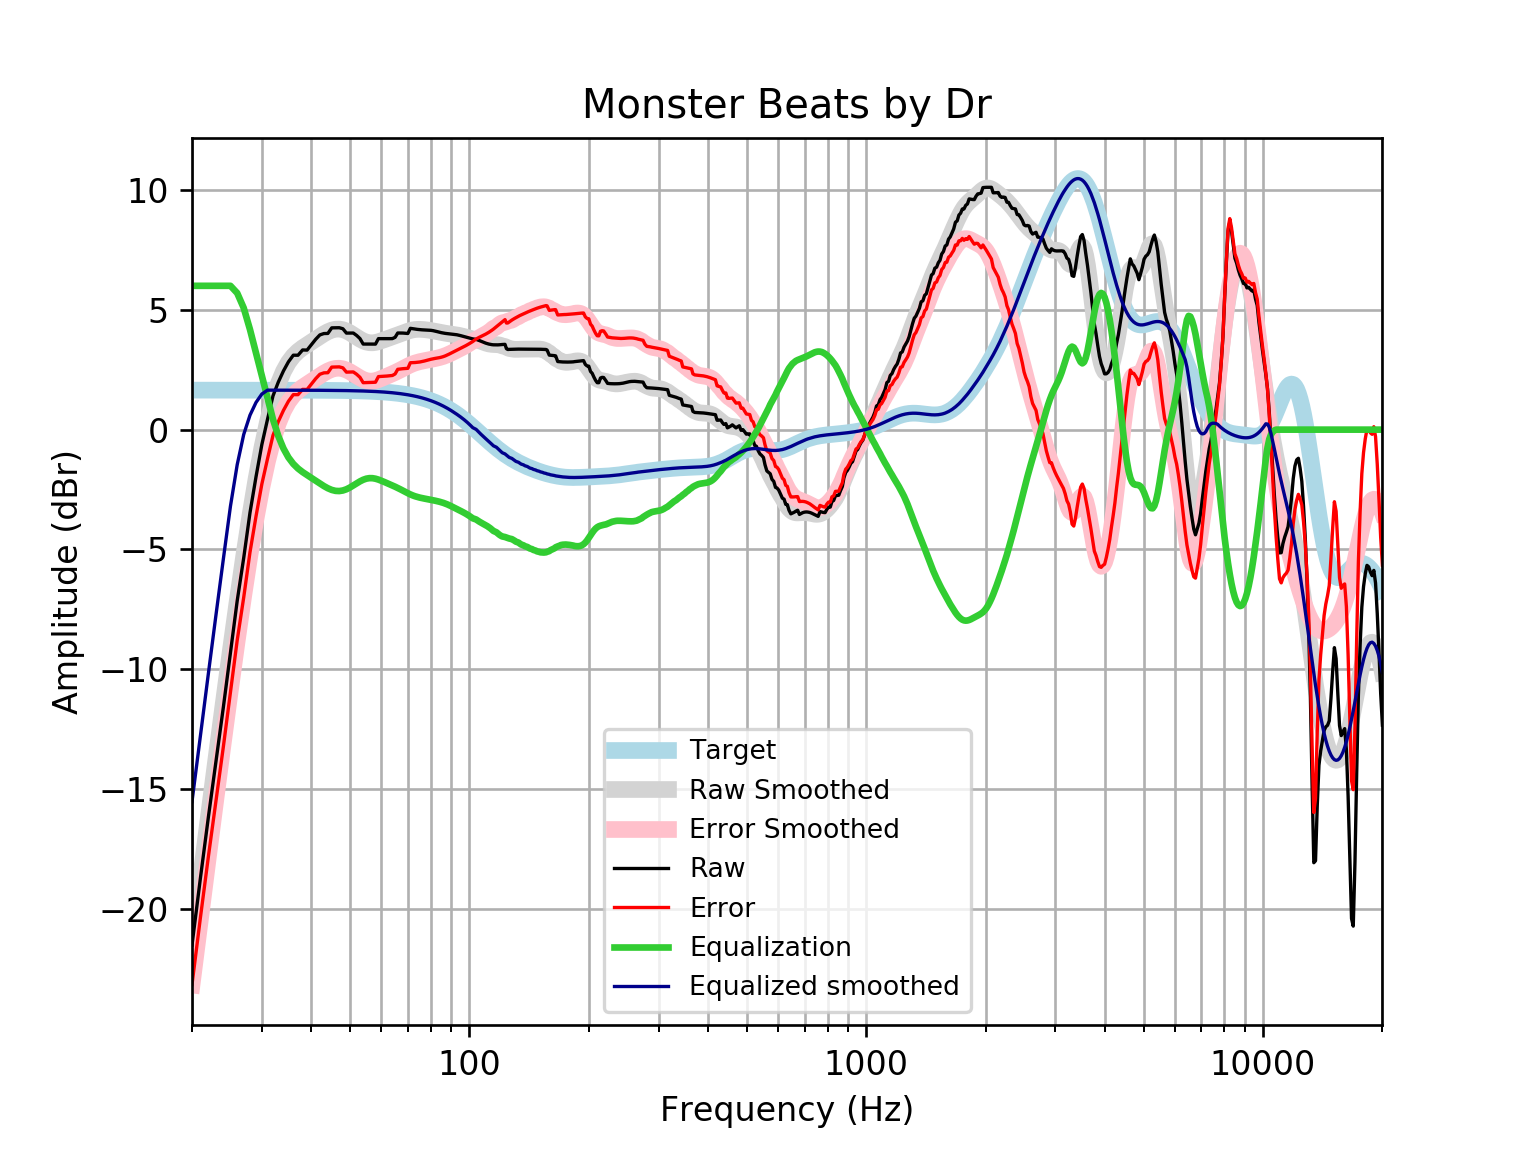 Monster Beats by Dr
Amplitude (dBr)
10
5
0
−5
−10
−15
−20
Target
Raw Smoothed
Error Smoothed
Raw
Error
Equalization
Equalized smoothed
100
1000
10000
Frequency (Hz)